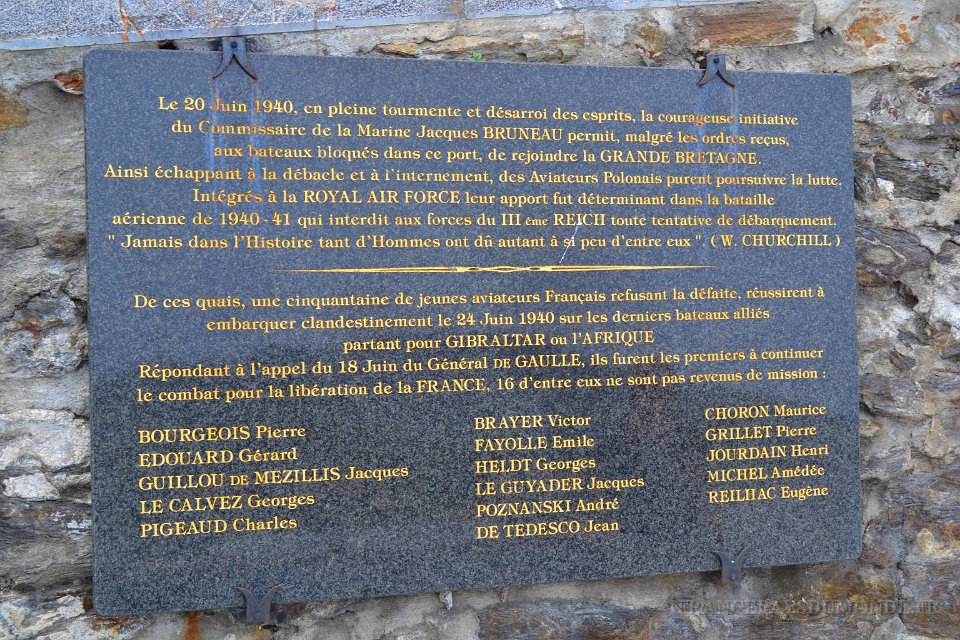 Le 20 Juin 1940, en pleine tourmente et désarroi des esprits, la courageuse initiative
du Commissaire de la Marine Jacques BRUNEAU permit, malgré les ordres reçus,
aux bateaux bloqués dans ce port, de rejoindre la GRANDE BRETAGNE.
Ainsi échappant à la débacle et à l'internement, des Aviateurs Polonais purent poursuivre la lutte.
Intégrés à la ROYAL AIR FORCE leur apport fut déterminant dans la bataille
aérienne de 1940-41 qui interdit aux forces du III ème REICH toute tentative de débarquement.
" Jamais dans l'Histoire tant d'Hommes ont dû autant à si peu d'entre eux ". ( W. CHURCHILL )
De ces quais, une cinquantaine de jeunes aviateurs Français refusant la défaite, réussirent à
embarquer clandestinement le 24 Juin 1940 sur les derniers bateaux alliés
partant pour GIBRALTAR ou l'AFRIQUE
Répondant à l'appel du 18 Juin du Général DE GAULLE, ils furent les premiers à continuer
le combat pour la libération de la FRANCE, 16 d'entre eux ne sont pas revenus de mission :
BOURGEOIS Pierre
EDOUARD Gérard
GUILLOU DE MEZILLIS Jacques
LE CALVEZ Georges
PIGEAUD Charles
BRAYER Victor
FAYOLLE Emile
HELDT Georges
LE GUYADER Jacques
POZNANSKI André
DE TEDESCO Jean
CHORON Maurice
GRILLET Pierre
JOURDAIN Henri
MICHEL Amédée
REILHAC Eugène